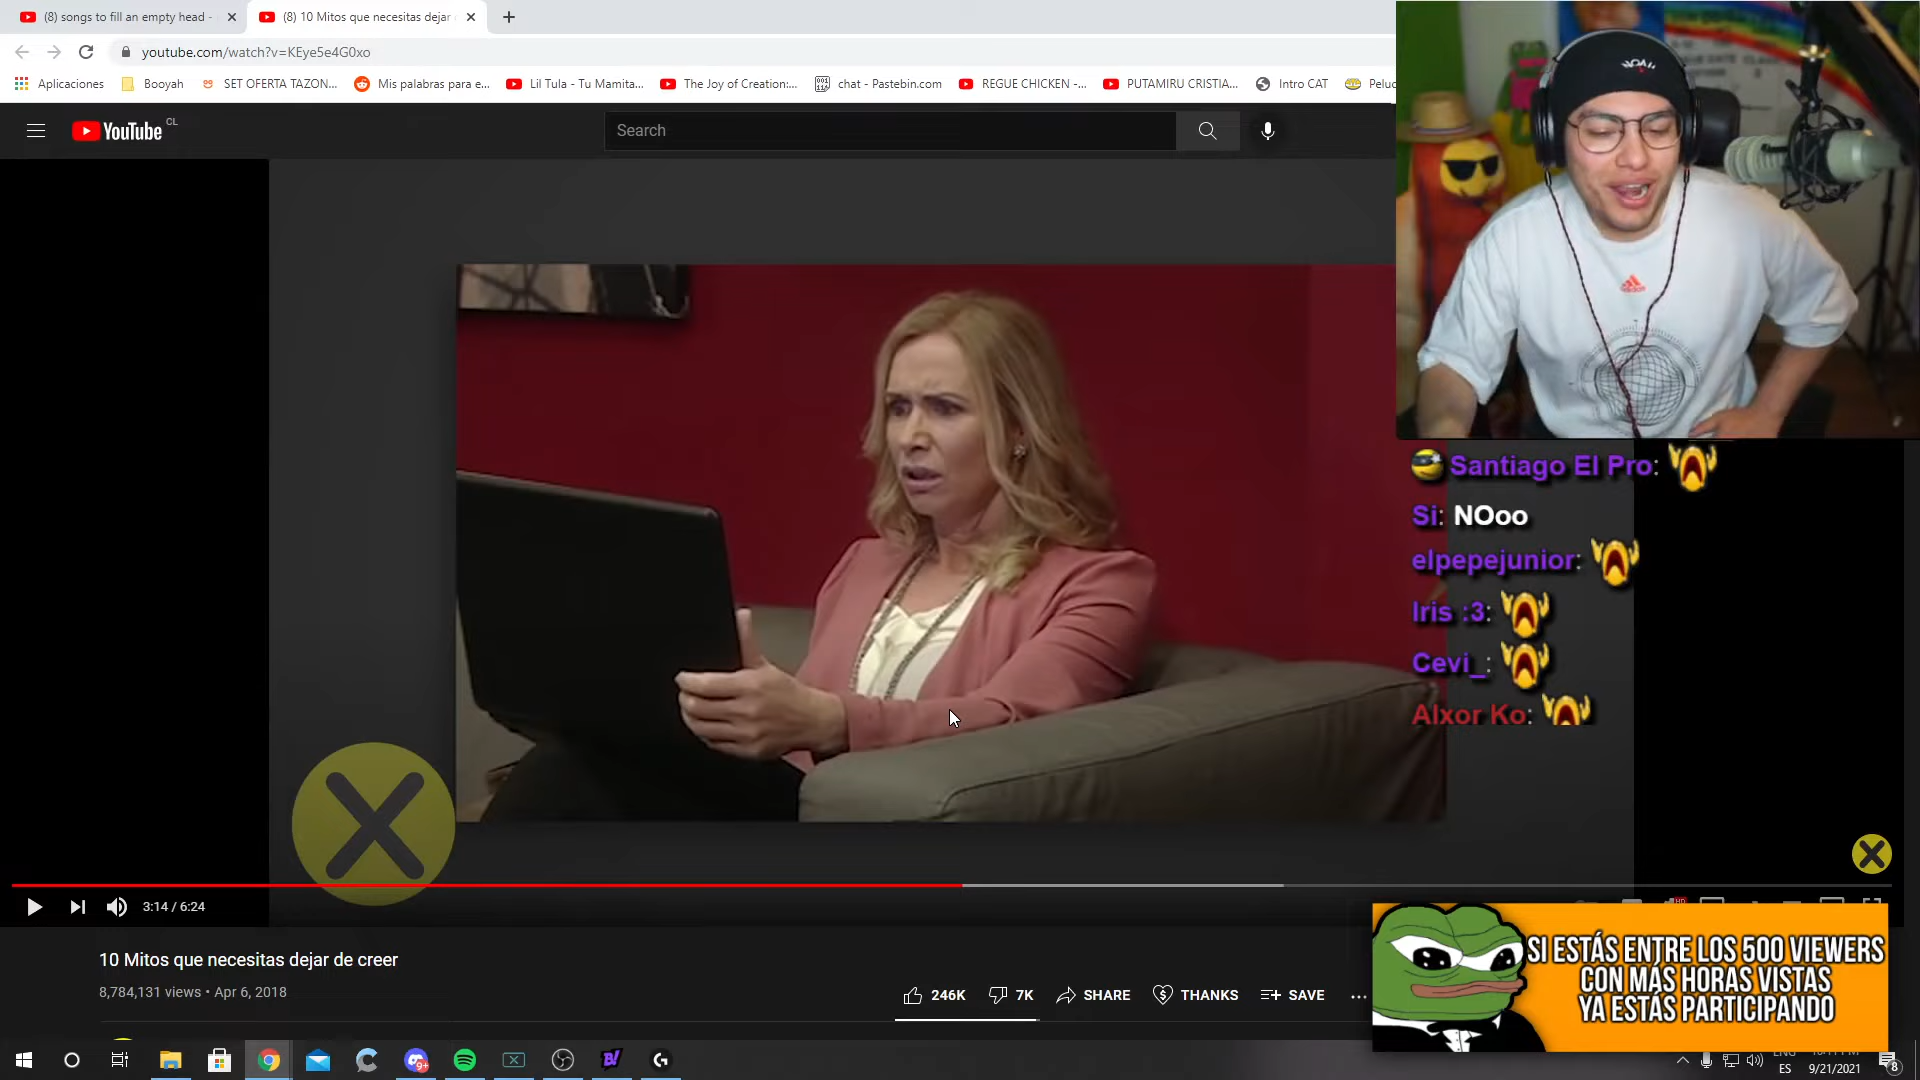 (8) songs to fill an empty head -
(8) 10 Mitos que necesitas dejar
youtube.com/watch?v=KEye5e4G0xo
Aplicaciones
Booyah
SET OFERTA TAZON...
Mis palabras para e...
Lil Tula - Tu Mamita...
The Joy of Creation:...
chat - Pastebin.com
REGUE CHICKEN -...
PUTAMIRU CRISTIA...
Intro CAT
YouTube CL
Search
Santiago El Pro:
Si: NOoo
elpepejunior:
Iris :3:
Cevi_:
Alxor Ko:
3:14 / 6:24
10 Mitos que necesitas dejar de creer
8,784,131 views • Apr 6, 2018
246K
7K
SHARE
THANKS
SAVE
SI ESTÁS ENTRE LOS 500 VIEWERS
CON MÁS HORAS VISTAS
YA ESTÁS PARTICIPANDO
ES
9/21/2021
8